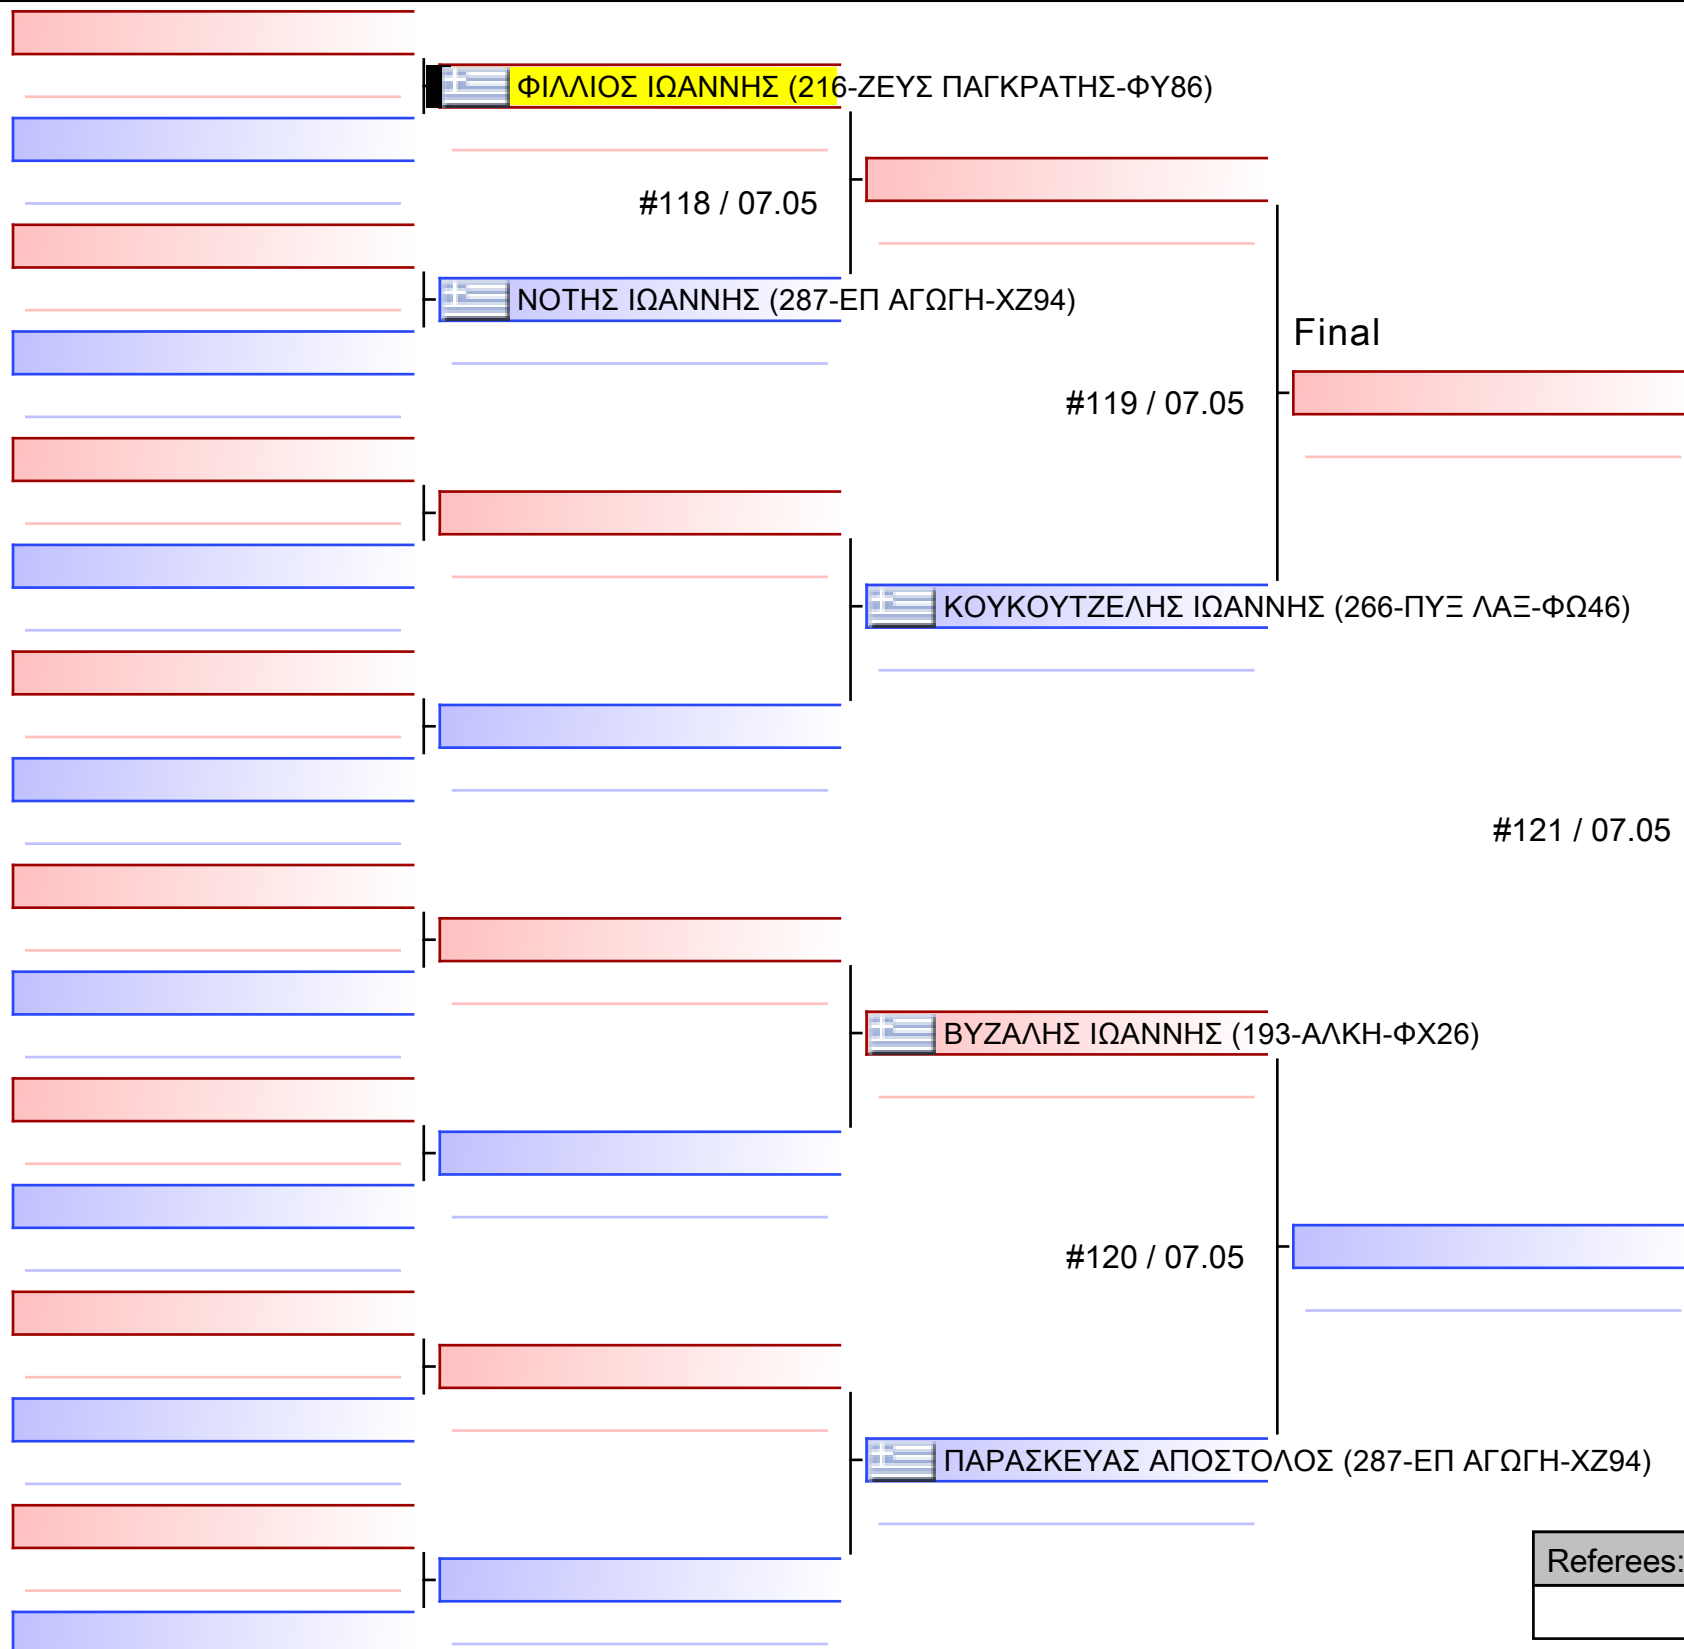 ΦΙΛΛΙΟΣ ΙΩΑΝΝΗΣ (216-ΖΕΥΣ ΠΑΓΚΡΑΤΗΣ-ΦΥ86)
#118 / 07.05
ΝΟΤΗΣ ΙΩΑΝΝΗΣ (287-ΕΠ ΑΓΩΓΗ-ΧΖ94)
Final
#119 / 07.05
ΚΟΥΚΟΥΤΖΕΛΗΣ ΙΩΑΝΝΗΣ (266-ΠΥΞ ΛΑΞ-ΦΩ46)
#121 / 07.05
ΒΥΖΑΛΗΣ ΙΩΑΝΝΗΣ (193-ΑΛΚΗ-ΦΧ26)
#120 / 07.05
ΠΑΡΑΣΚΕΥΑΣ ΑΠΟΣΤΟΛΟΣ (287-ΕΠ ΑΓΩΓΗ-ΧΖ94)
Referees: